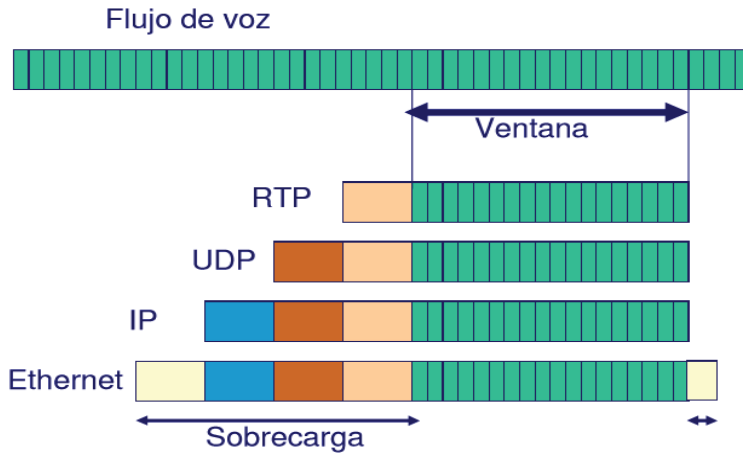 Flujo de voz
Ventana
RTP
UDP
IP
Ethernet
Sobrecarga